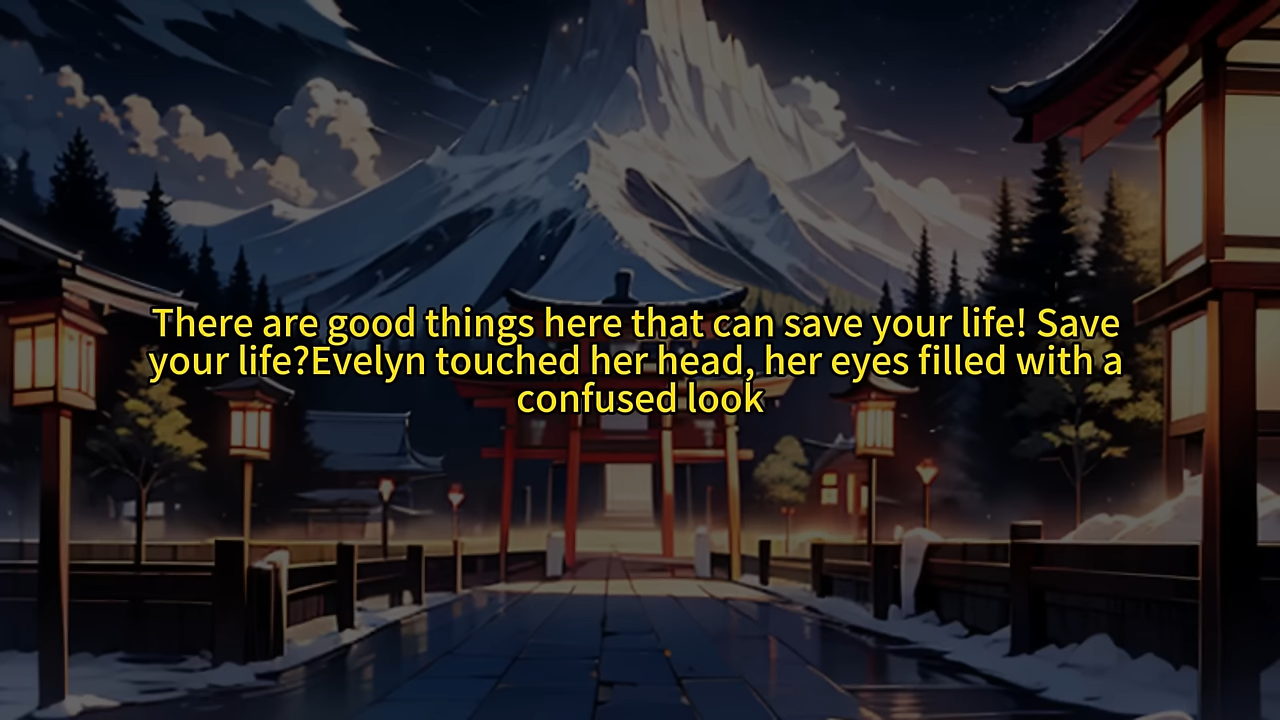 There are good things here that can save your life! Save
your life?Evelyn touched her head, her eyes filled with a
confused look